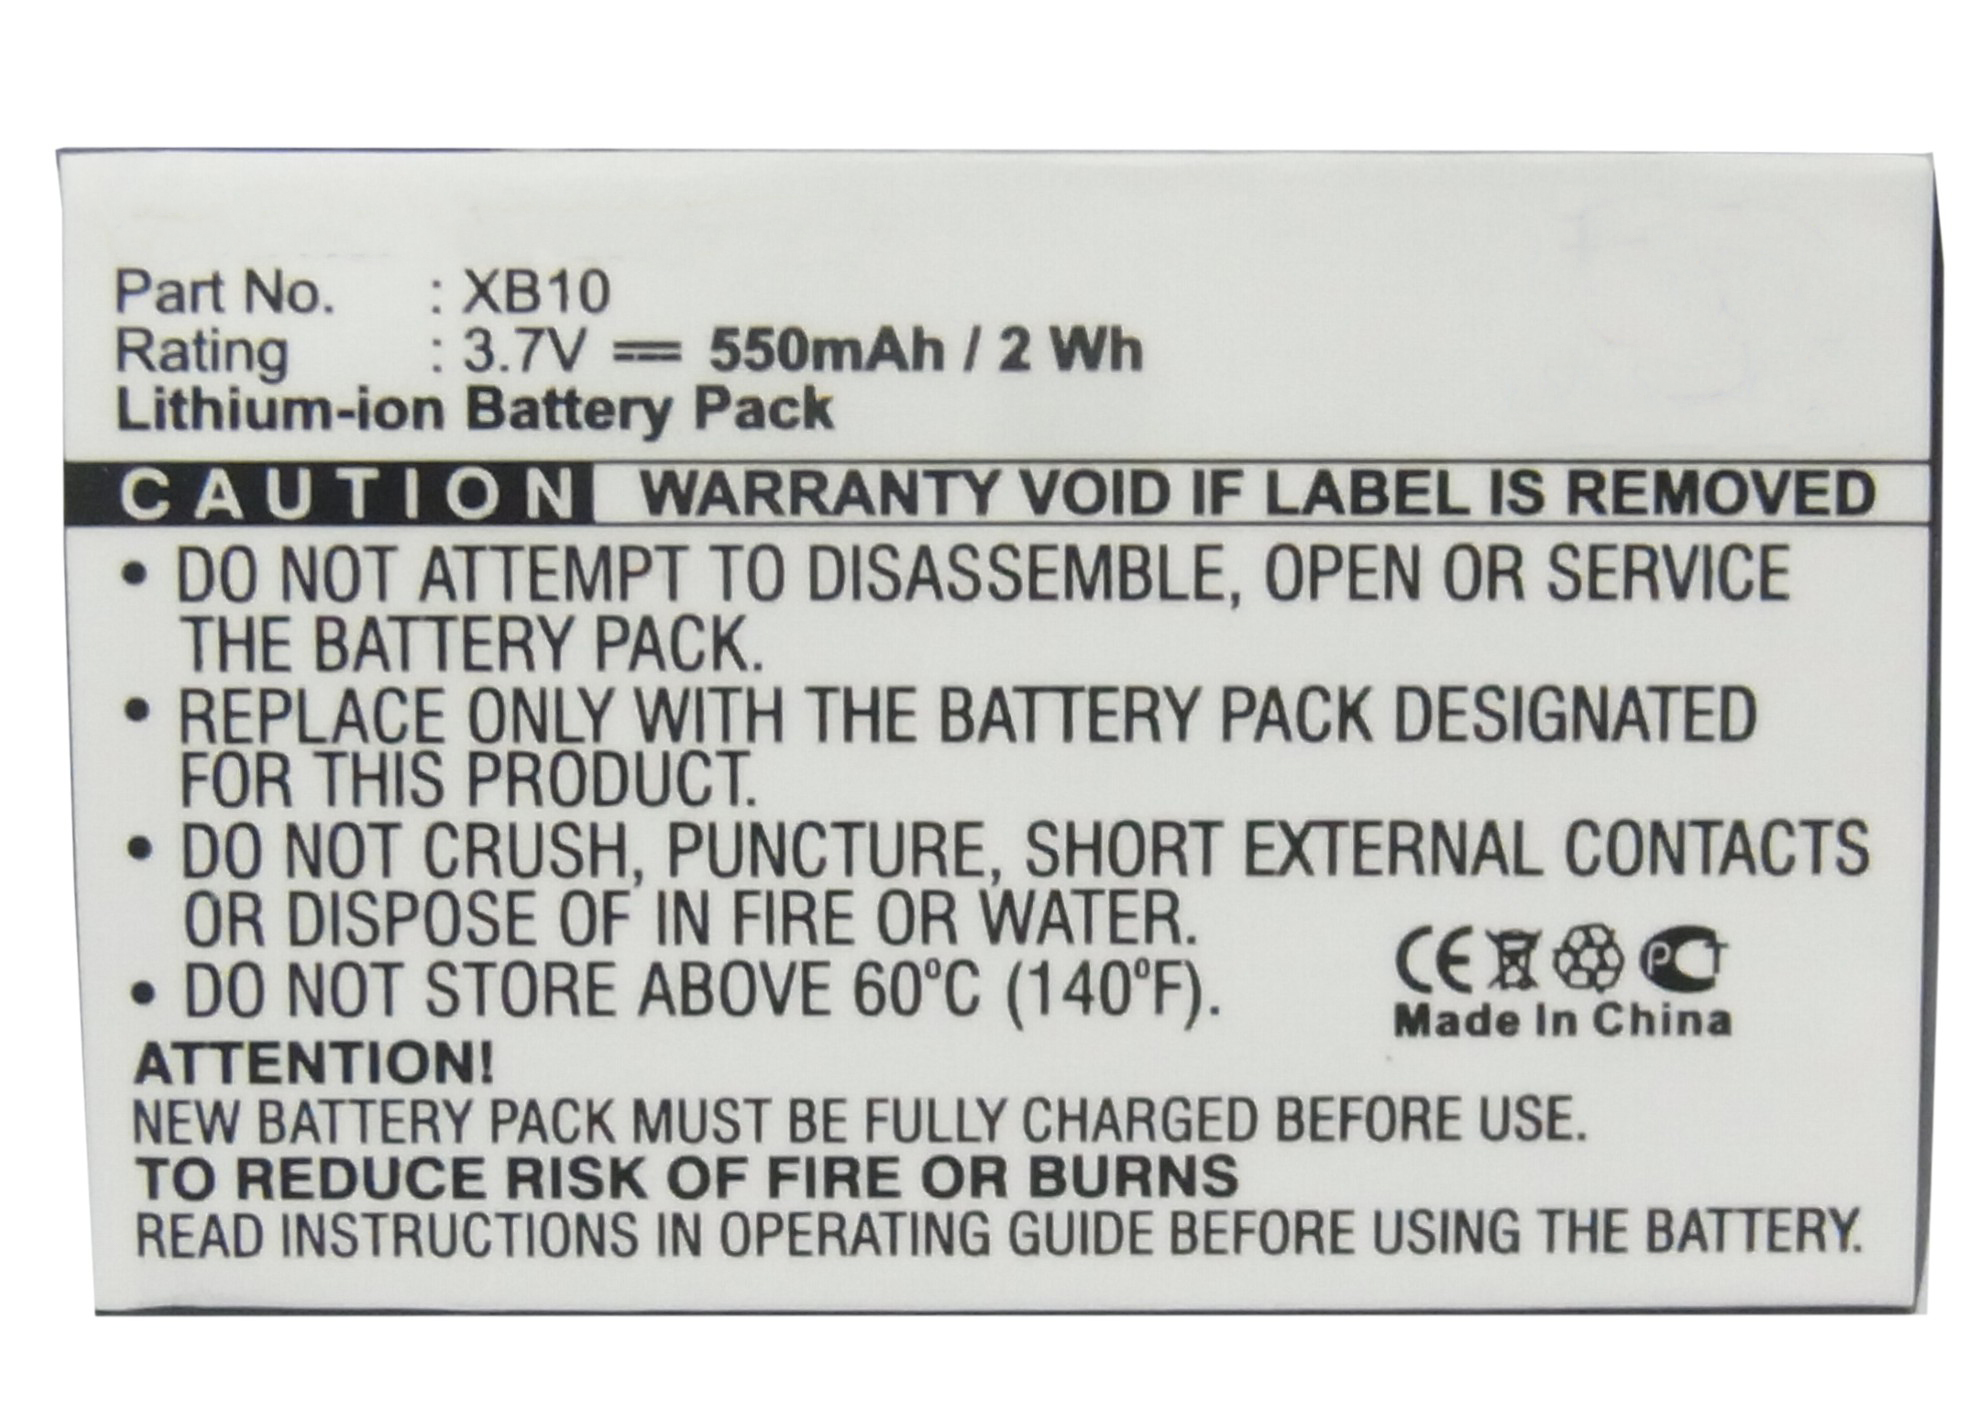 Part No. : XB10
Rating : 3.7V ⎓ 550mAh / 2 Wh
Lithium-ion Battery Pack
CAUTION WARRANTY VOID IF LABEL IS REMOVED
• DO NOT ATTEMPT TO DISASSEMBLE, OPEN OR SERVICE
THE BATTERY PACK.
• REPLACE ONLY WITH THE BATTERY PACK DESIGNATED
FOR THIS PRODUCT.
• DO NOT CRUSH, PUNCTURE, SHORT EXTERNAL CONTACTS
OR DISPOSE OF IN FIRE OR WATER.
• DO NOT STORE ABOVE 60ºC (140ºF).
CE PCT
Made In China
ATTENTION!
NEW BATTERY PACK MUST BE FULLY CHARGED BEFORE USE.
TO REDUCE RISK OF FIRE OR BURNS
READ INSTRUCTIONS IN OPERATING GUIDE BEFORE USING THE BATTERY.